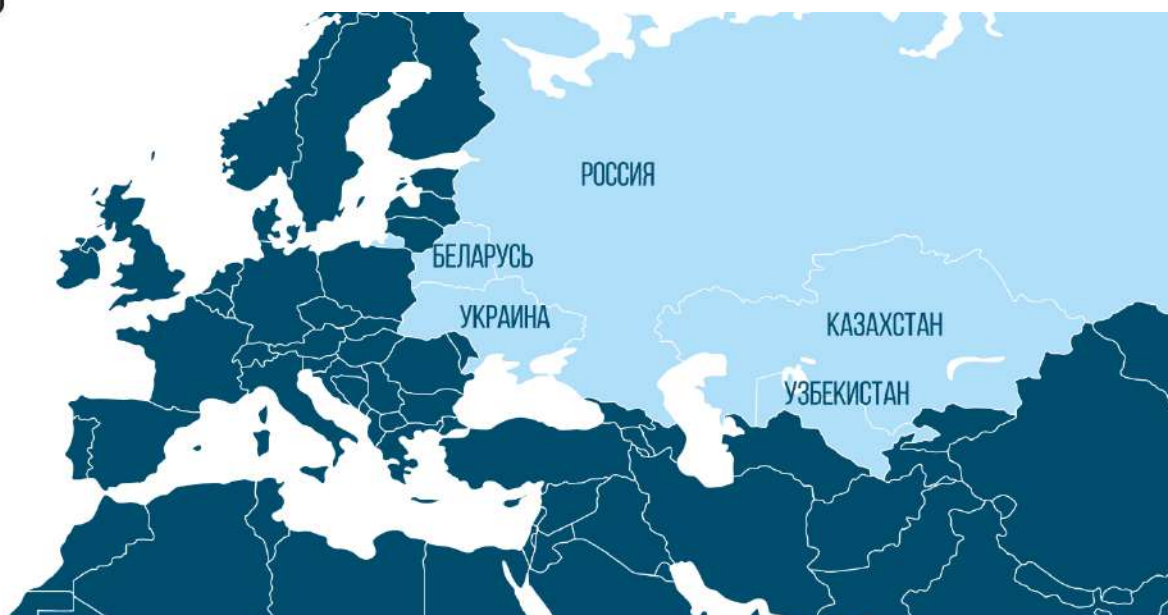 РОССИЯ
БЕЛАРУСЬ
УКРАИНА
КАЗАХСТАН
УЗБЕКИСТАН